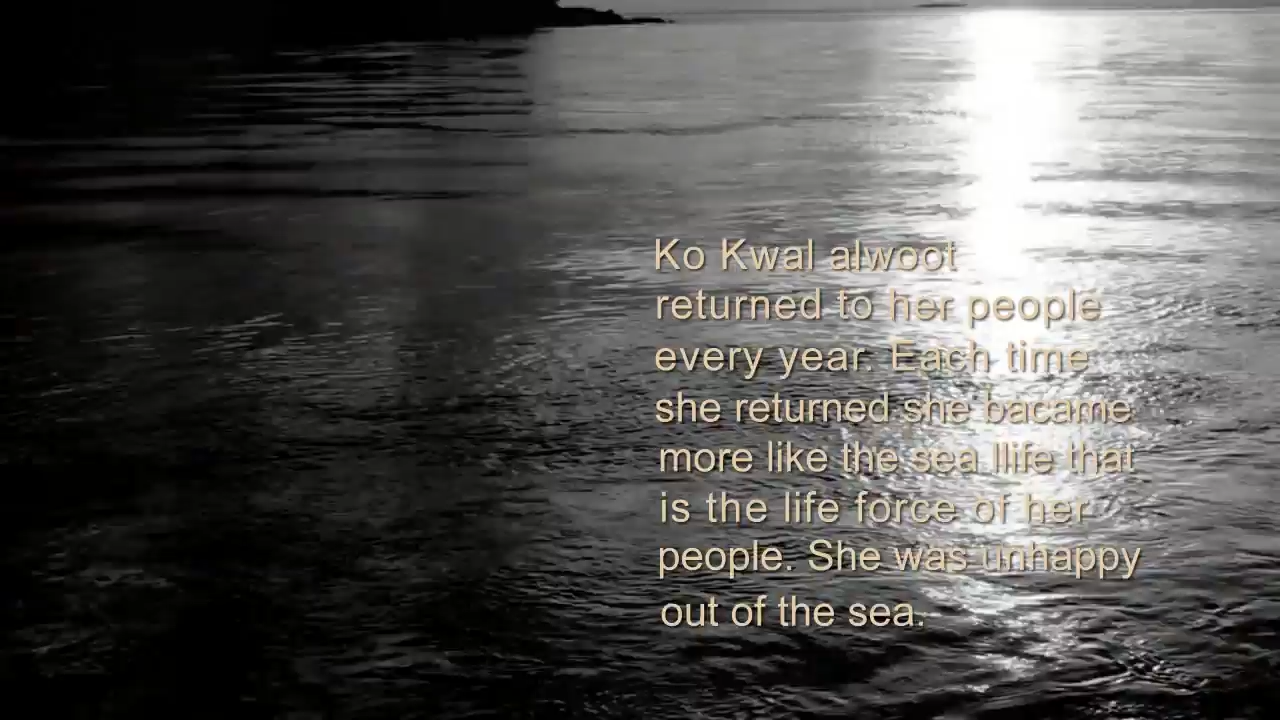 Ko Kwal alwoot
returned to her people
every year. Each time
she returned she bacame
more like the sea llife that
is the life force of her
people. She was unhappy
out of the sea.